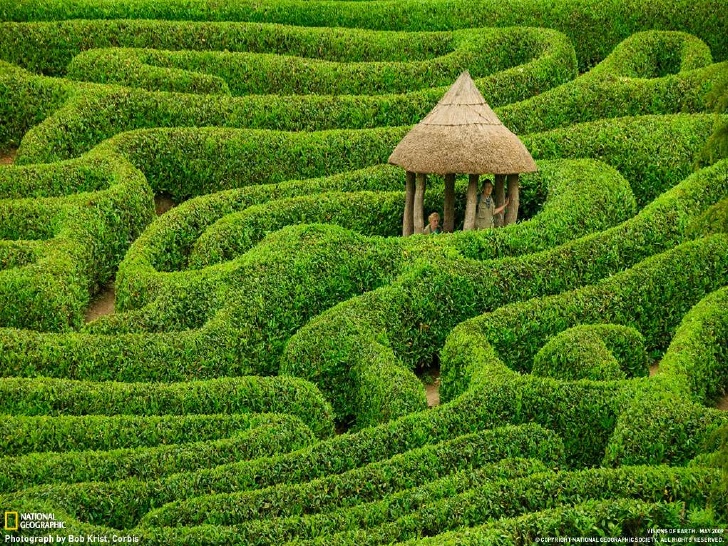 NATIONAL
GEOGRAPHIC
Photograph by Bob Krist, Corbis
VISIONS OF EARTH, MAY 2009
© COPYRIGHT NATIONAL GEOGRAPHIC SOCIETY. ALL RIGHTS RESERVED.